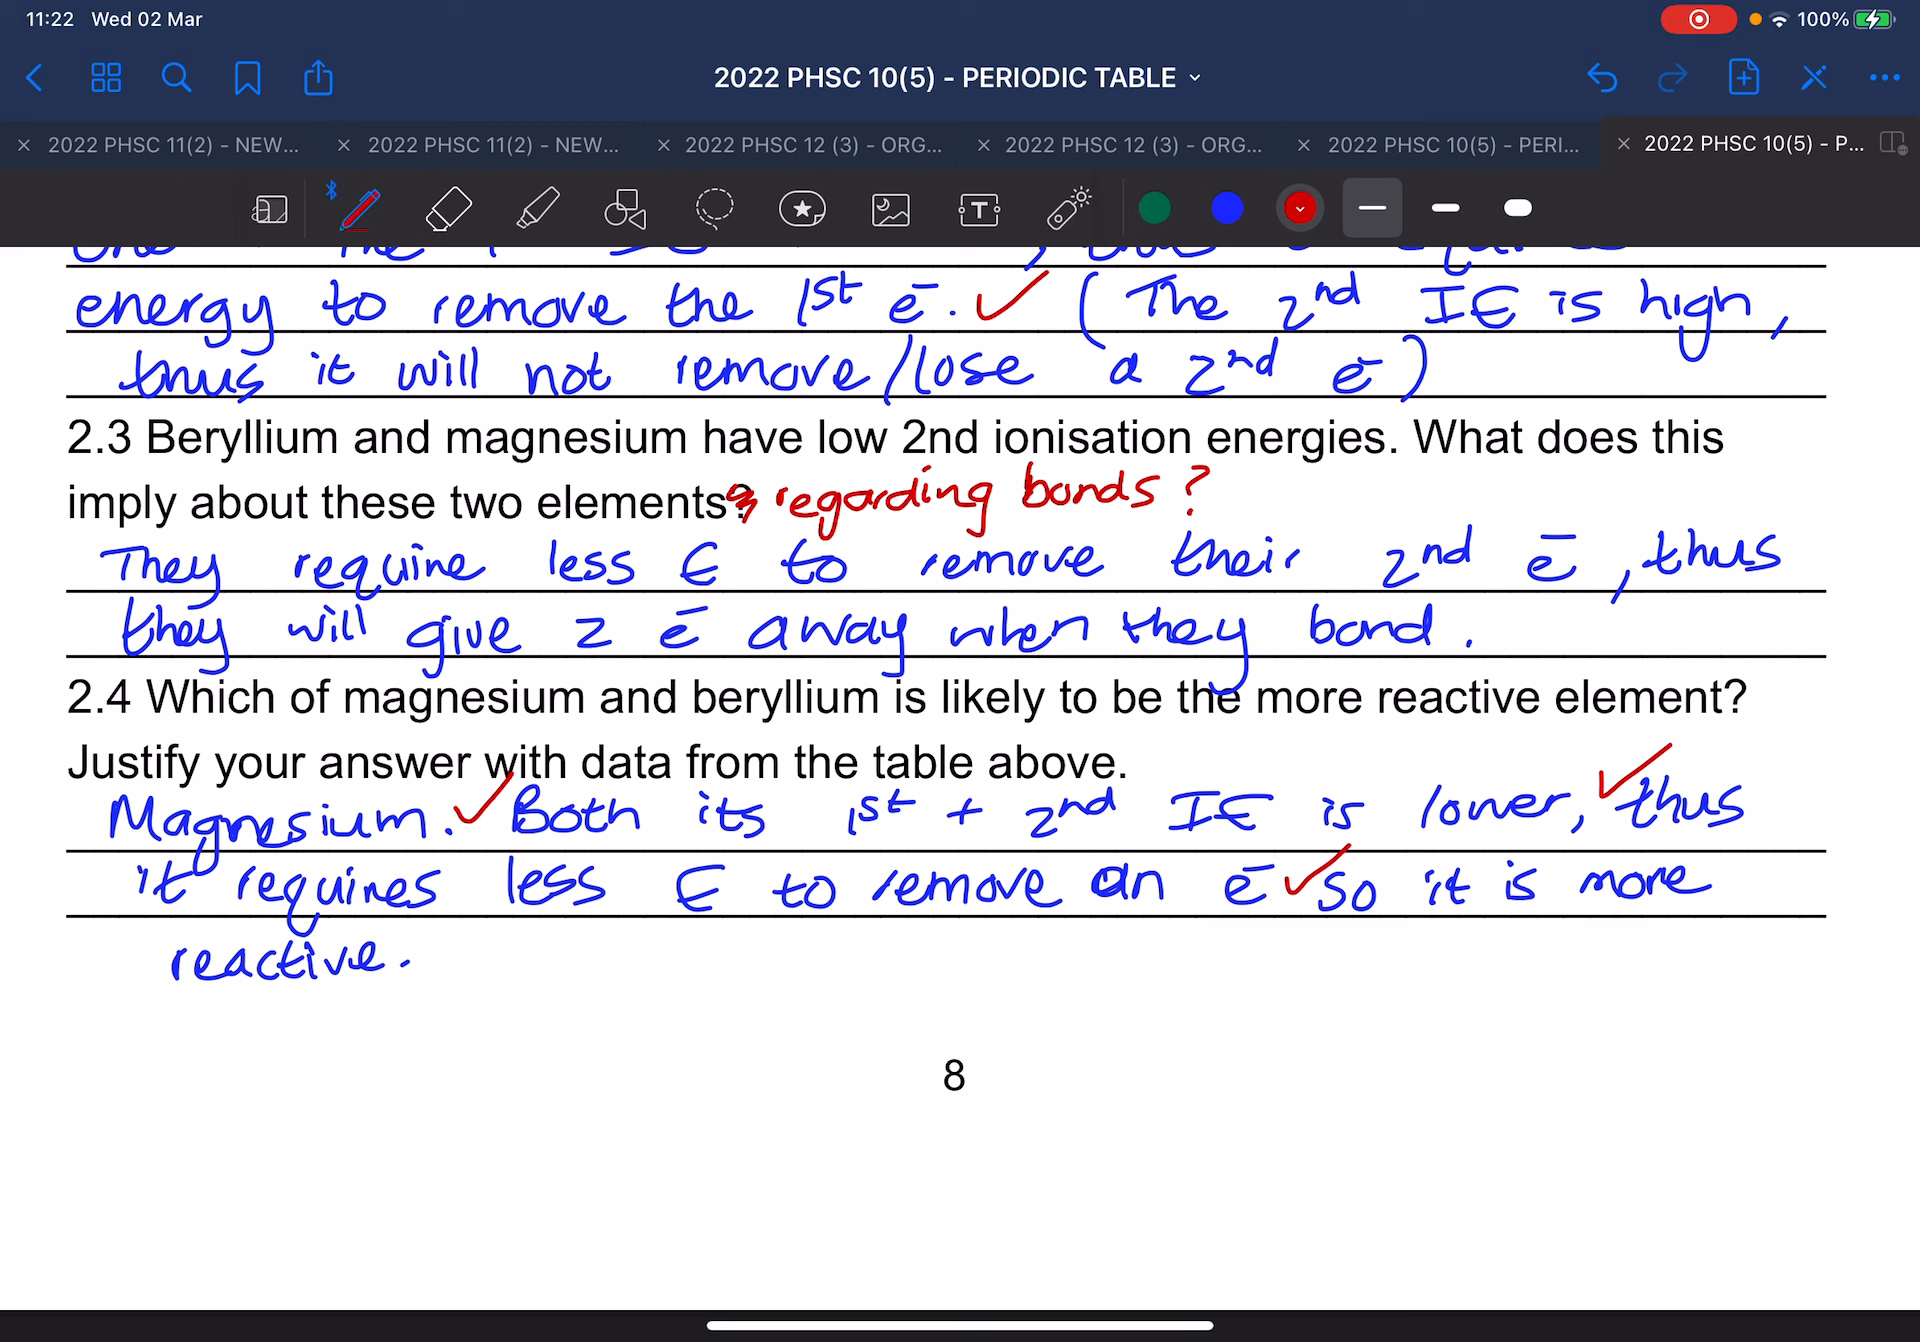 11:22 Wed 02 Mar
100%
2022 PHSC 10(5) - PERIODIC TABLE
2022 PHSC 11(2) - NEW... 2022 PHSC 11(2) - NEW... 2022 PHSC 12 (3) - ORG... 2022 PHSC 12 (3) - ORG... 2022 PHSC 10(5) - PERI... 2022 PHSC 10(5) - P...
energy to remove the 1st e⁻. ✓ (The 2nd IE is high,
thus it will not remove/lose a 2nd e⁻)
2.3 Beryllium and magnesium have low 2nd ionisation energies. What does this
imply about these two elements regarding bonds?
They require less E to remove their 2nd e⁻, thus
they will give 2 e⁻ away when they bond.
2.4 Which of magnesium and beryllium is likely to be the more reactive element?
Justify your answer with data from the table above.
Magnesium. ✓ Both its 1st + 2nd IE is lower, ✓ thus
it requires less E to remove an e⁻ ✓ so it is more
reactive.
8